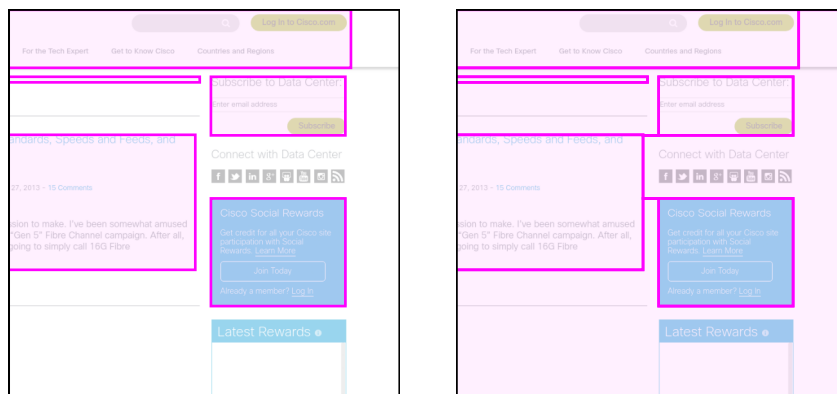 Log In to Cisco.com
For the Tech Expert Get to Know Cisco Countries and Regions
Subscribe to Data Center:
Enter email address
Subscribe
Speeds and Feeds, and
Connect with Data Center
27, 2013 – 15 Comments
Cisco Social Rewards
Get credit for all your Cisco site
participation with Social
Rewards. Learn More
Join Today
Already a member? Log In
sion to make. I've been somewhat amused
"Gen 5" Fibre Channel campaign. After all,
going to simply call 16G Fibre
Latest Rewards
Log In to Cisco.com
For the Tech Expert Get to Know Cisco Countries and Regions
Subscribe to Data Center:
Enter email address
Subscribe
Speeds and Feeds, and
Connect with Data Center
27, 2013 – 15 Comments
Cisco Social Rewards
Get credit for all your Cisco site
participation with Social
Rewards. Learn More
Join Today
Already a member? Log In
sion to make. I've been somewhat amused
"Gen 5" Fibre Channel campaign. After all,
going to simply call 16G Fibre
Latest Rewards